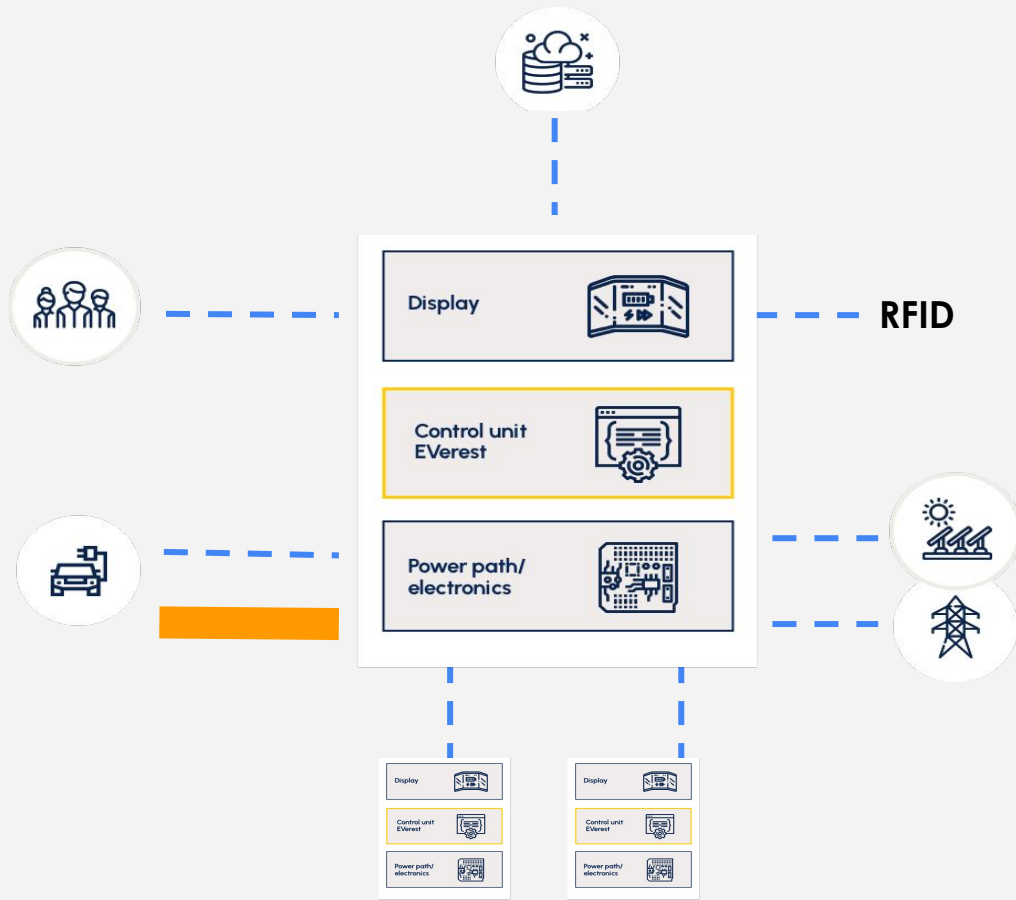 Display
RFID
Control unit
EVerest
Power path/
electronics
Display
Control unit
EVerest
Power path/
electronics
Display
Control unit
EVerest
Power path/
electronics